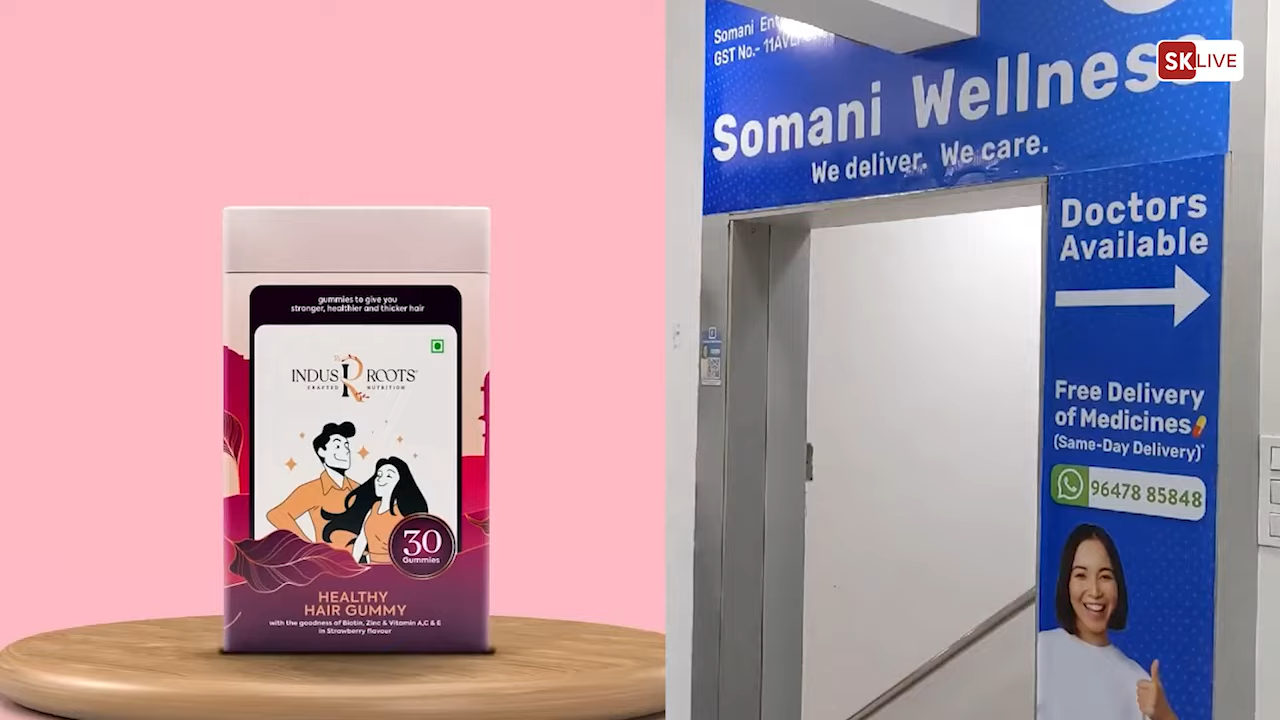 gummies to give you
stronger, healthier and thicker hair
INDUS ROOTS
CRAFTED NUTRITION
30
Gummies
HEALTHY
HAIR GUMMY
with the goodness of Biotin, Zinc & Vitamin A,C & E
in Strawberry flavour
Somani
GST No.- 11AV
Somani Wellness
We deliver. We care.
Doctors
Available
Free Delivery
of Medicines
(Same-Day Delivery)*
96478 85848
SK LIVE